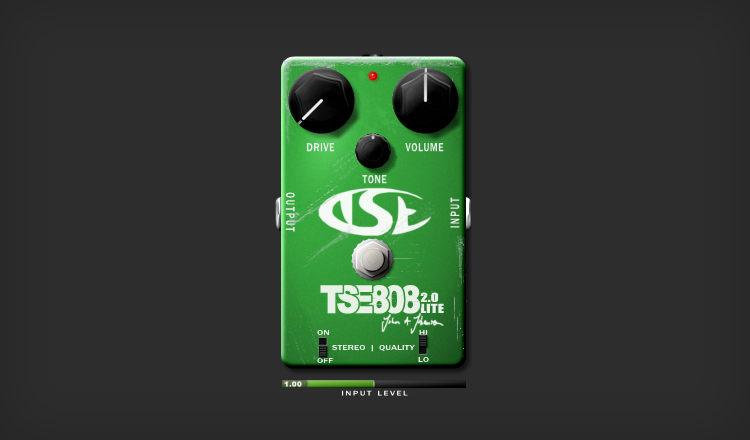 DRIVE
VOLUME
TONE
OUTPUT
INPUT
TSE
TSE808 2.0
LITE
ON
HI
STEREO | QUALITY
OFF
LO
1.00
INPUT LEVEL